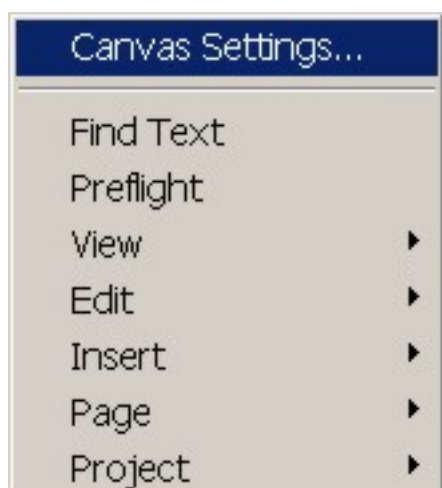 Canvas Settings...
Find Text
Preflight
View
Edit
Insert
Page
Project